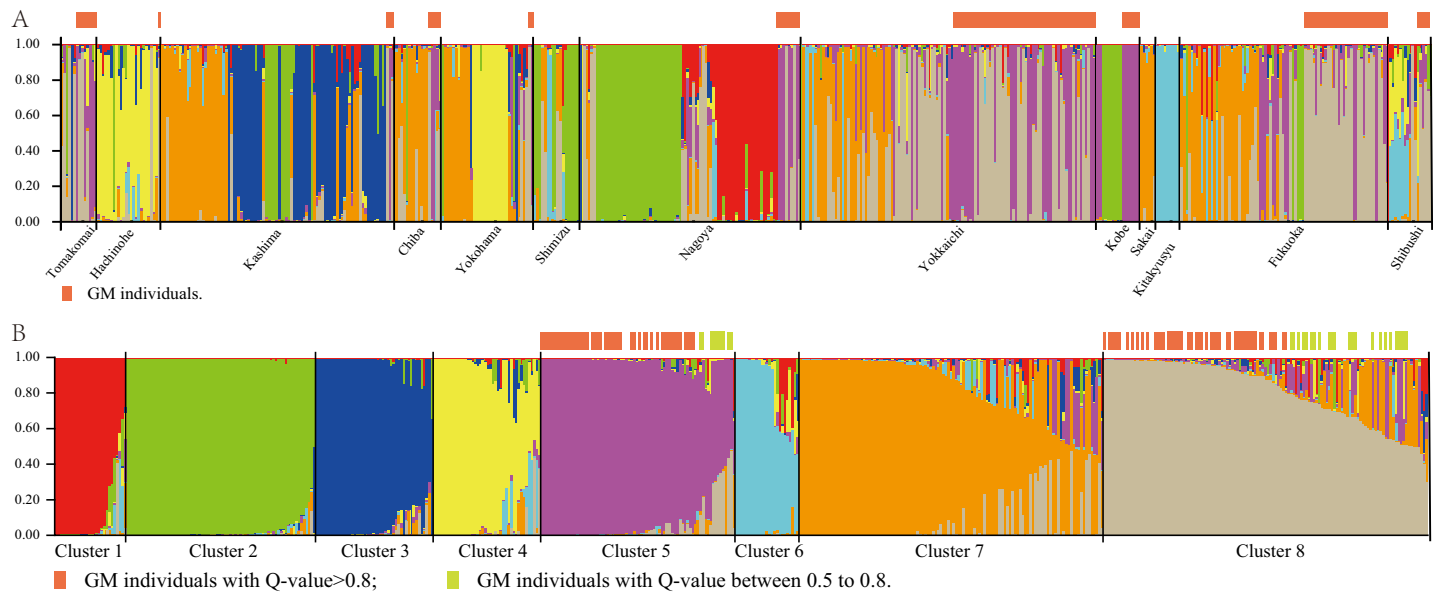 A
1.00
0.80
0.60
0.40
0.20
0.00
Tomakomai
Hachinohe
Kashima
Chiba
Yokohama
Shimizu
Nagoya
Yokkaichi
Kobe
Sakai
Kitakyusyu
Fukuoka
Shibushi
GM individuals.
B
1.00
0.80
0.60
0.40
0.20
0.00
Cluster 1 Cluster 2 Cluster 3 Cluster 4 Cluster 5 Cluster 6 Cluster 7 Cluster 8
GM individuals with Q-value>0.8; GM individuals with Q-value between 0.5 to 0.8.